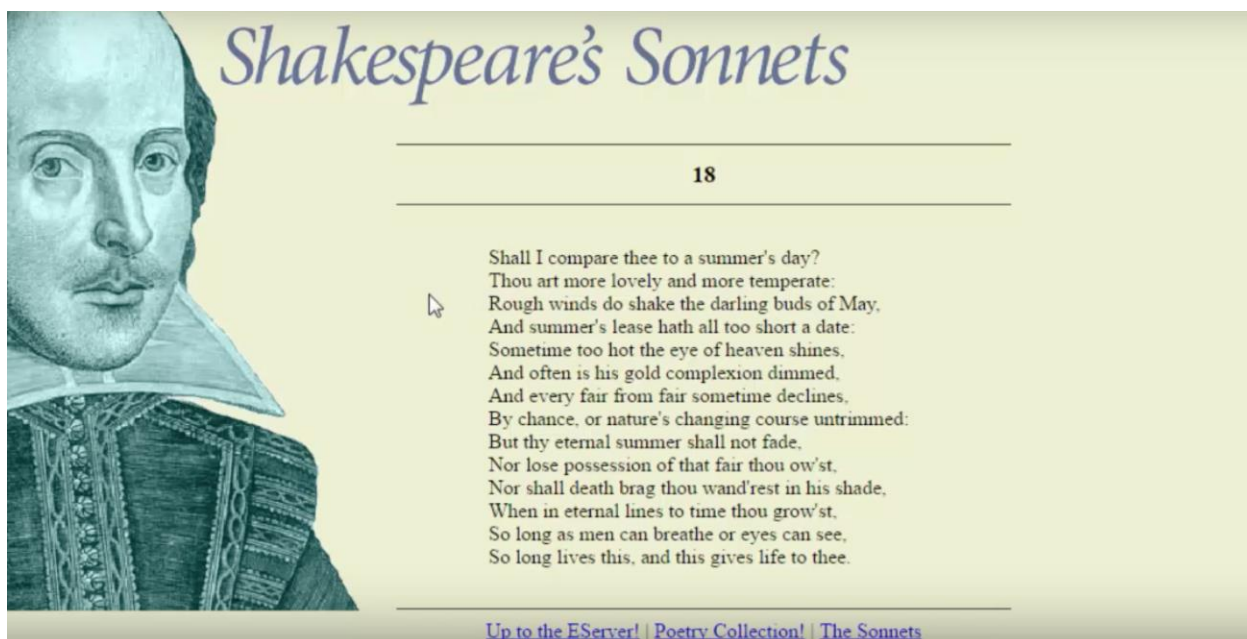 Shakespeare's Sonnets
18
Shall I compare thee to a summer's day?
Thou art more lovely and more temperate:
Rough winds do shake the darling buds of May,
And summer's lease hath all too short a date:
Sometime too hot the eye of heaven shines,
And often is his gold complexion dimmed,
And every fair from fair sometime declines,
By chance, or nature's changing course untrimmed:
But thy eternal summer shall not fade,
Nor lose possession of that fair thou ow'st,
Nor shall death brag thou wand'rest in his shade,
When in eternal lines to time thou grow'st,
So long as men can breathe or eyes can see,
So long lives this, and this gives life to thee.
Up to the EServer! | Poetry Collection! | The Sonnets